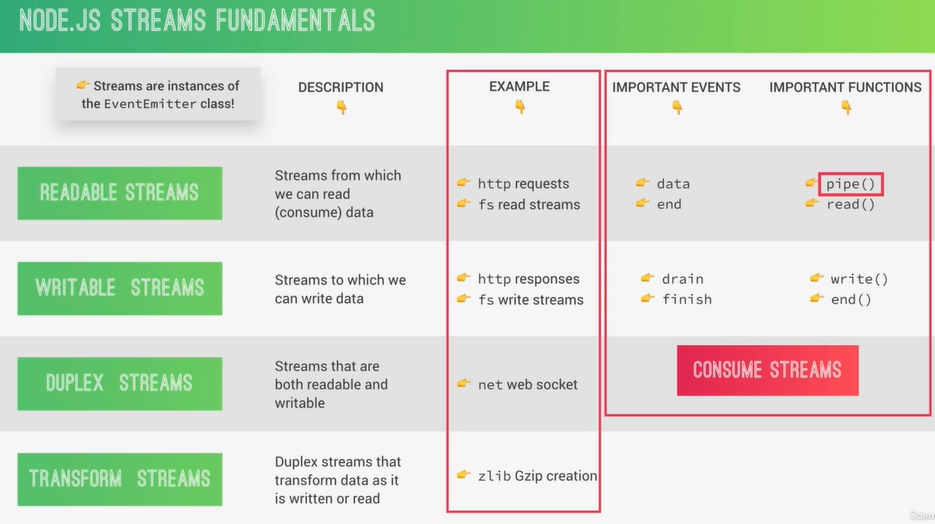 NODE.JS STREAMS FUNDAMENTALS
Streams are instances of
the EventEmitter class!
DESCRIPTION
EXAMPLE
IMPORTANT EVENTS
IMPORTANT FUNCTIONS
READABLE STREAMS
Streams from which
we can read
(consume) data
http requests
fs read streams
data
end
pipe()
read()
WRITABLE STREAMS
Streams to which we
can write data
http responses
fs write streams
drain
finish
write()
end()
DUPLEX STREAMS
Streams that are
both readable and
writable
net web socket
CONSUME STREAMS
TRANSFORM STREAMS
Duplex streams that
transform data as it
is written or read
zlib Gzip creation